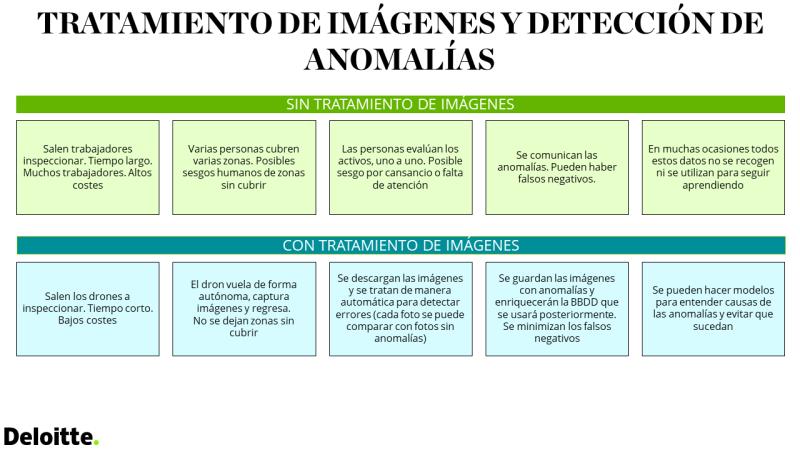 TRATAMIENTO DE IMÁGENES Y DETECCIÓN DE
ANOMALÍAS
SIN TRATAMIENTO DE IMÁGENES
Salen trabajadores
inspeccionar. Tiempo largo.
Muchos trabajadores. Altos
costes
Varias personas cubren
varias zonas. Posibles
sesgos humanos de zonas
sin cubrir
Las personas evalúan los
activos, uno a uno. Posible
sesgo por cansancio o falta
de atención
Se comunican las
anomalías. Pueden haber
falsos negativos.
En muchas ocasiones todos
estos datos no se recogen
ni se utilizan para seguir
aprendiendo
CON TRATAMIENTO DE IMÁGENES
Salen los drones a
inspeccionar. Tiempo corto.
Bajos costes
El dron vuela de forma
autónoma, captura
imágenes y regresa.
No se dejan zonas sin
cubrir
Se descargan las imágenes
y se tratan de manera
automática para detectar
errores (cada foto se puede
comparar con fotos sin
anomalías)
Se guardan las imágenes
con anomalías y
enriquecerán la BBDD que
se usará posteriormente.
Se minimizan los falsos
negativos
Se pueden hacer modelos
para entender causas de
las anomalías y evitar que
sucedan
Deloitte.